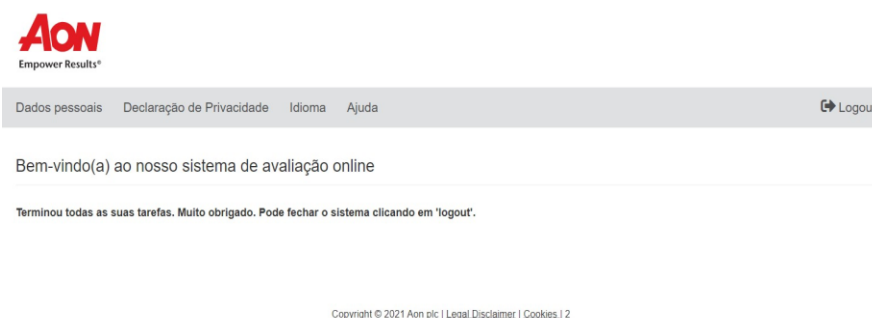 AON
Empower Results®
Dados pessoais Declaração de Privacidade Idioma Ajuda Logou
Bem-vindo(a) ao nosso sistema de avaliação online
Terminou todas as suas tarefas. Muito obrigado. Pode fechar o sistema clicando em 'logout'.
Copyright © 2021 Aon plc | Legal Disclaimer | Cookies | 2